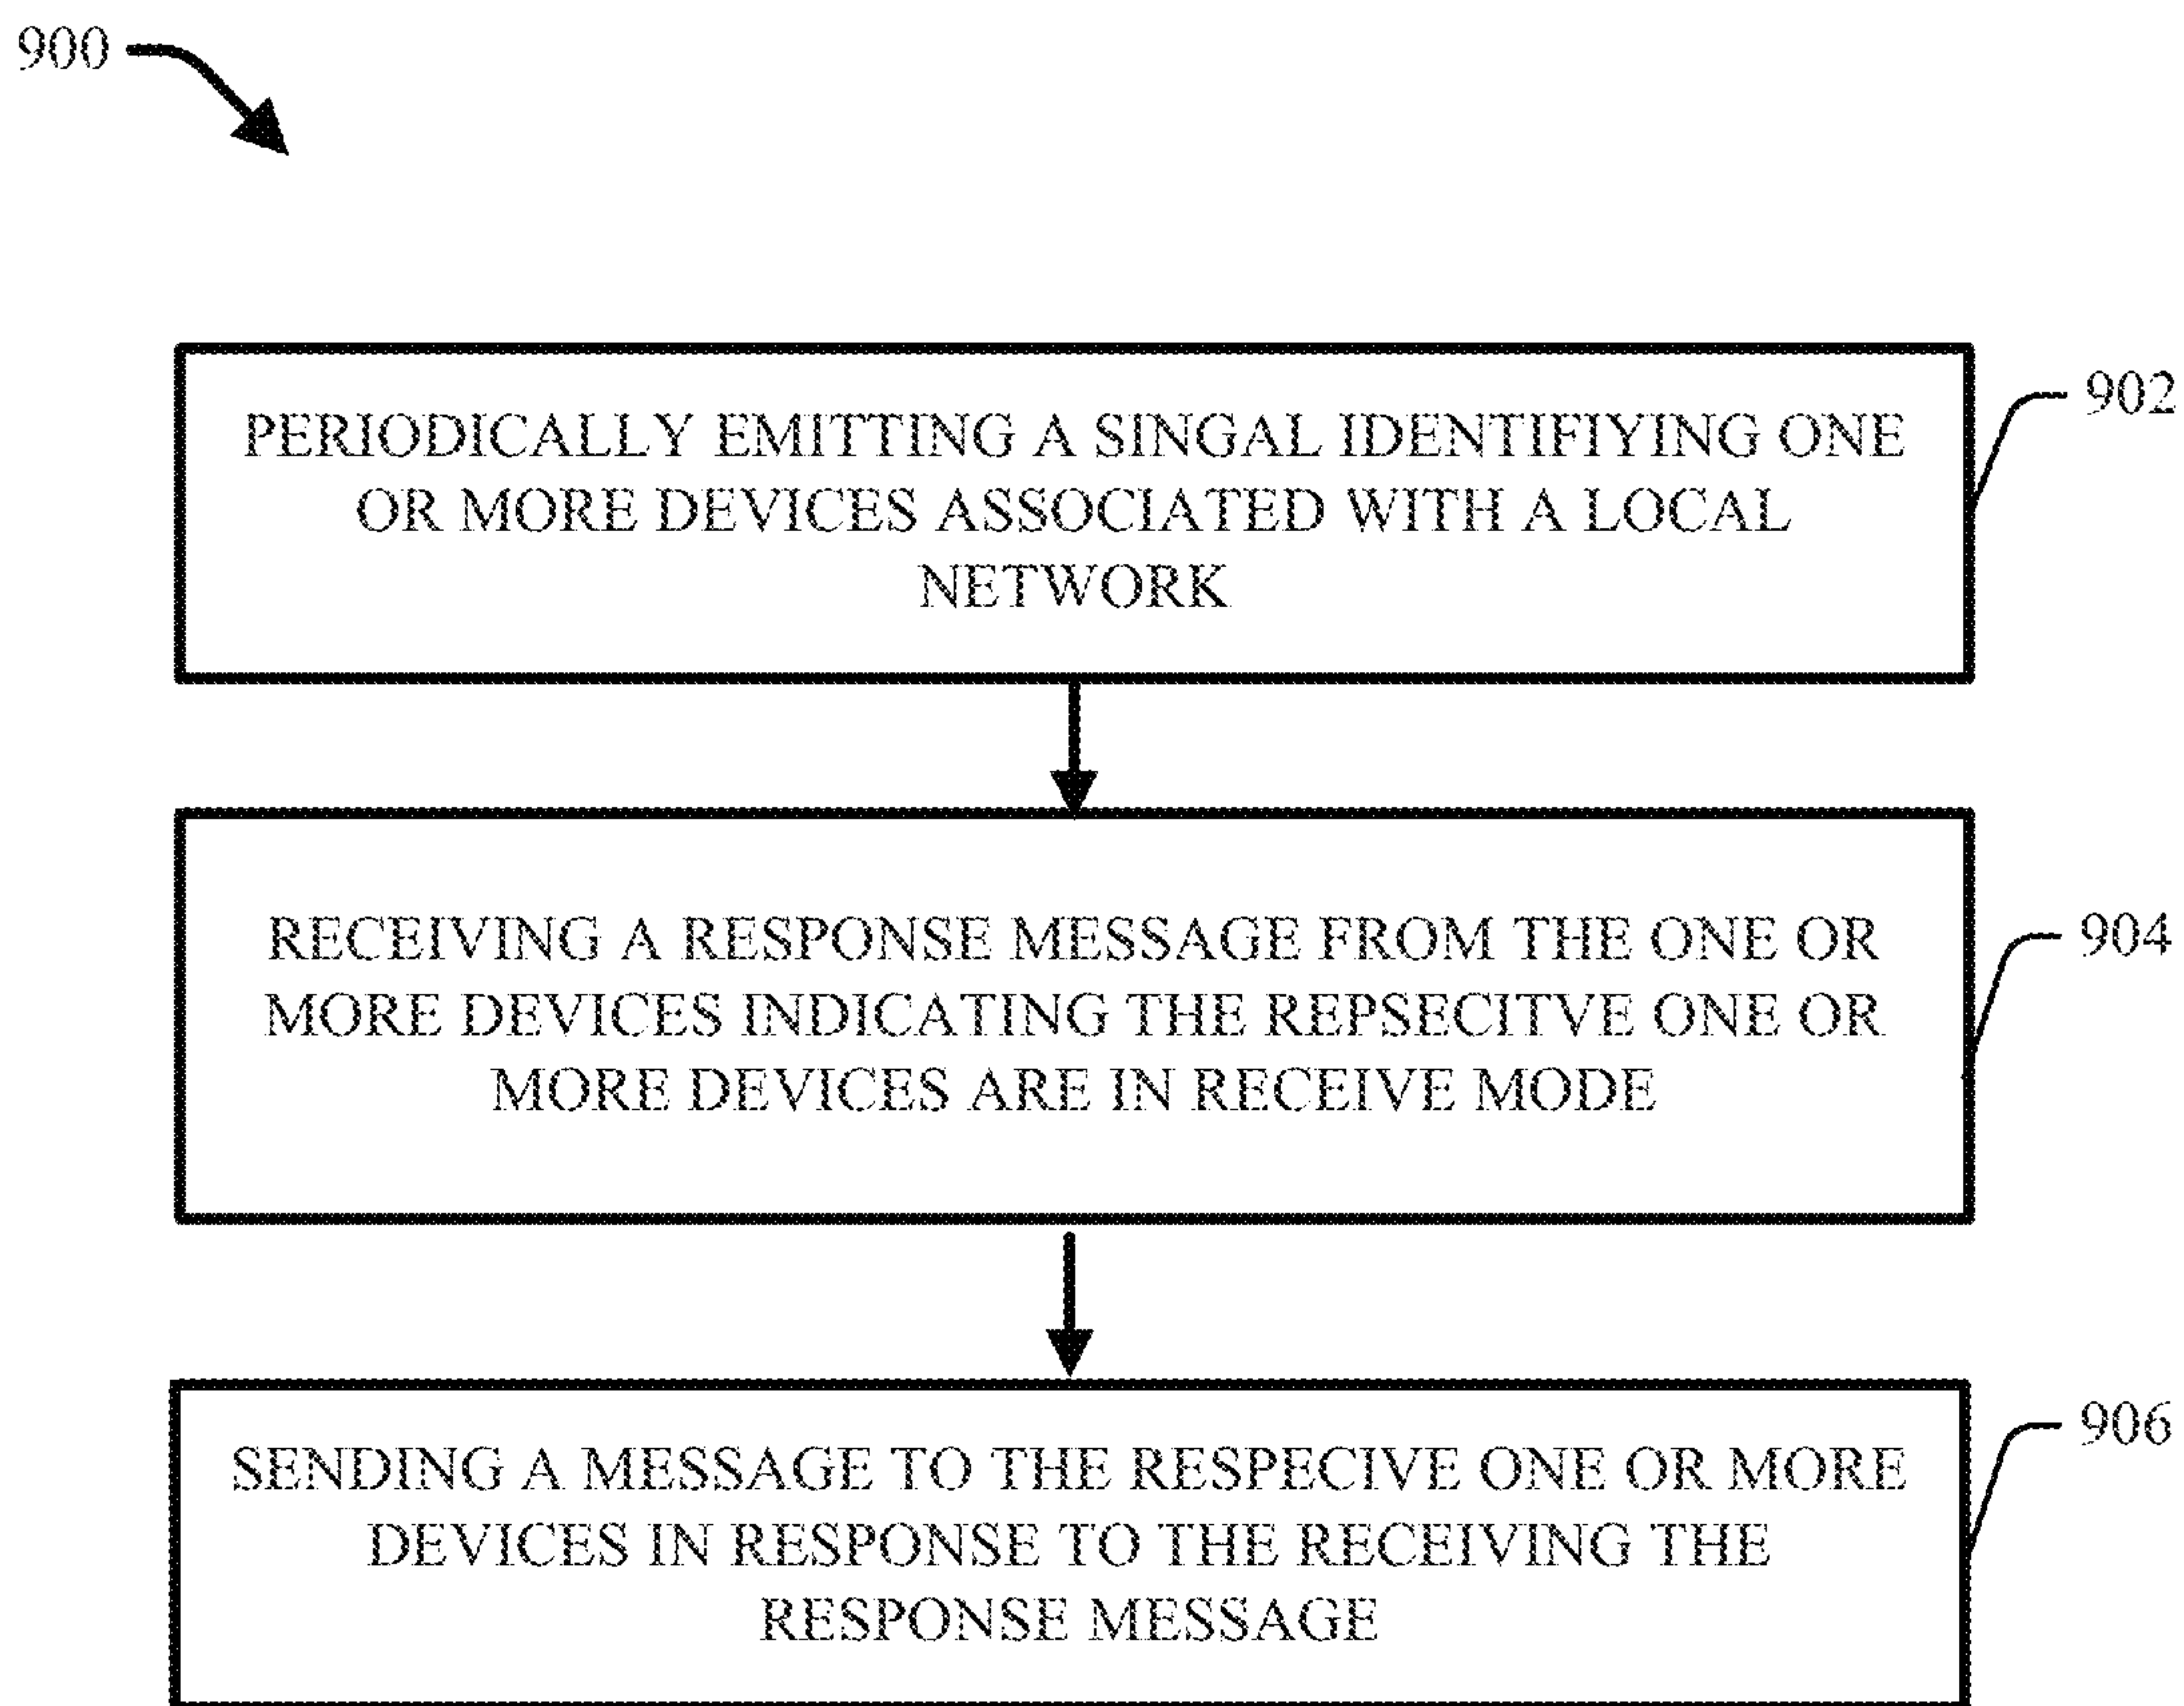 900
PERIODICALLY EMITTING A SINGAL IDENTIFIYING ONE
OR MORE DEVICES ASSOCIATED WITH A LOCAL
NETWORK
902
RECEIVING A RESPONSE MESSAGE FROM THE ONE OR
MORE DEVICES INDICATING THE REPSECITVE ONE OR
MORE DEVICES ARE IN RECEIVE MODE
904
SENDING A MESSAGE TO THE RESPECIVE ONE OR MORE
DEVICES IN RESPONSE TO THE RECEIVING THE
RESPONSE MESSAGE
906